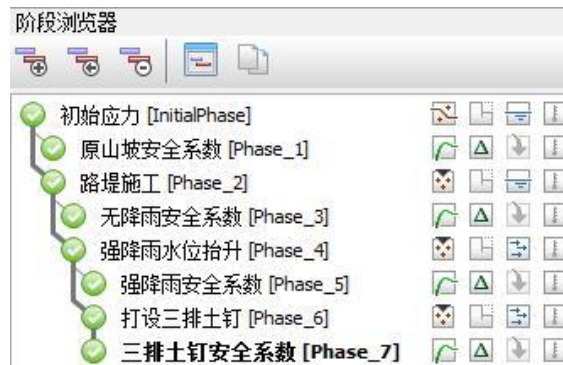 阶段浏览器
初始应力 [InitialPhase]
原山坡安全系数 [Phase_1]
路堤施工 [Phase_2]
无降雨安全系数 [Phase_3]
强降雨水位抬升 [Phase_4]
强降雨安全系数 [Phase_5]
打设三排土钉 [Phase_6]
三排土钉安全系数 [Phase_7]